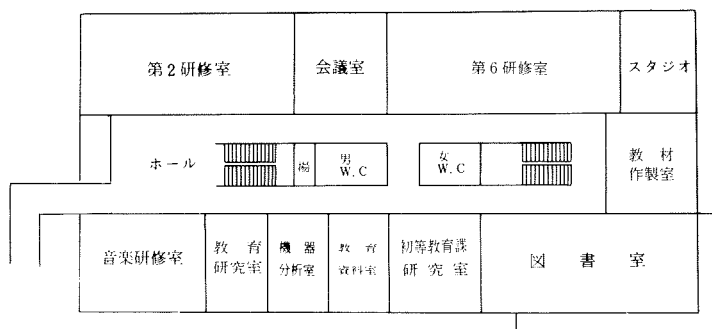 第2研修室
会議室
第6研修室
スタジオ
ホール
湯
男
W.C
女
W.C
教材
作製室
音楽研修室
教育
研究室
機器
分析室
教育
資料室
初等教育課
研究室
図書室